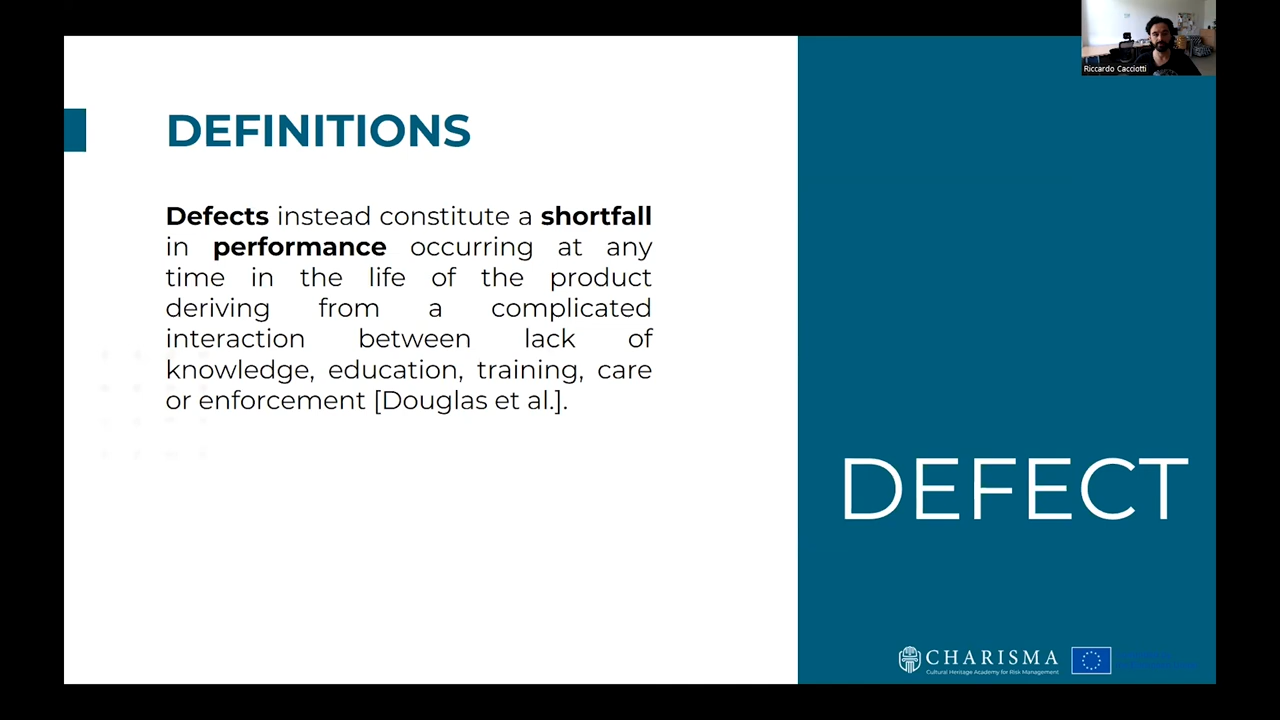 Riccardo Cacciotti
DEFINITIONS
Defects instead constitute a shortfall
in performance occurring at any
time in the life of the product
deriving from a complicated
interaction between lack of
knowledge, education, training, care
or enforcement [Douglas et al.].
DEFECT
CHARISMA
Cultural Heritage Academy for Risk Management